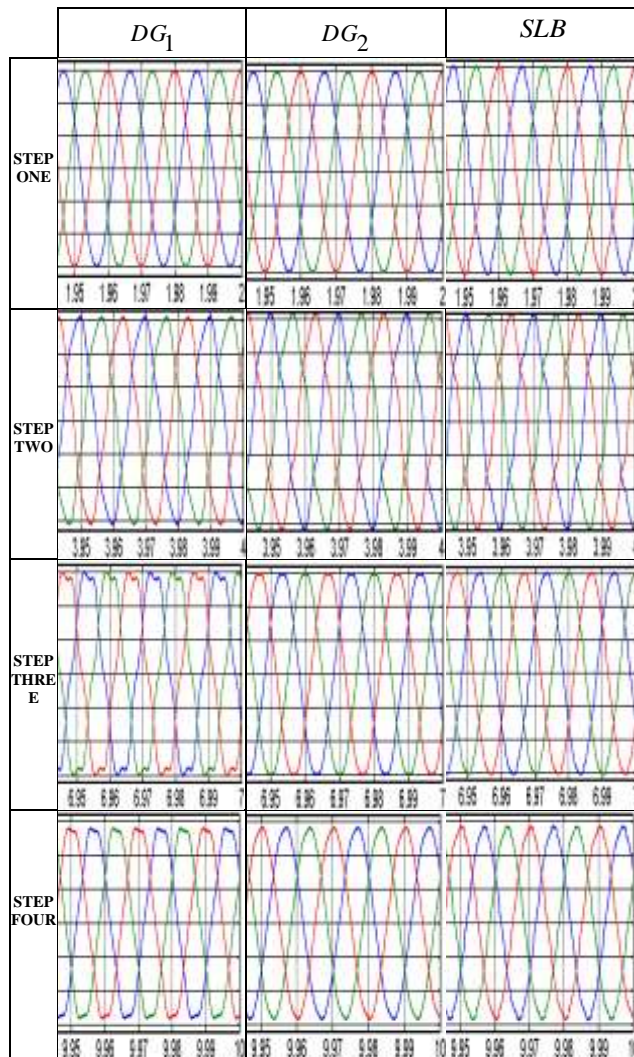 DG1 DG2 SLB
STEP ONE
1.95 1.96 1.97 1.98 1.99 2 1.95 1.96 1.97 1.98 1.99 2 1.95 1.96 1.97 1.98 1.99 2
STEP TWO
3.95 3.96 3.97 3.98 3.99 4 3.95 3.96 3.97 3.98 3.99 4 3.95 3.96 3.97 3.98 3.99
STEP THRE E
6.95 6.96 6.97 6.98 6.99 7 6.95 6.96 6.97 6.98 6.99 7 6.95 6.96 6.97 6.98 6.99 7
STEP FOUR
9.95 9.96 9.97 9.98 9.99 10 9.95 9.96 9.97 9.98 9.99 10 9.95 9.96 9.97 9.98 9.99